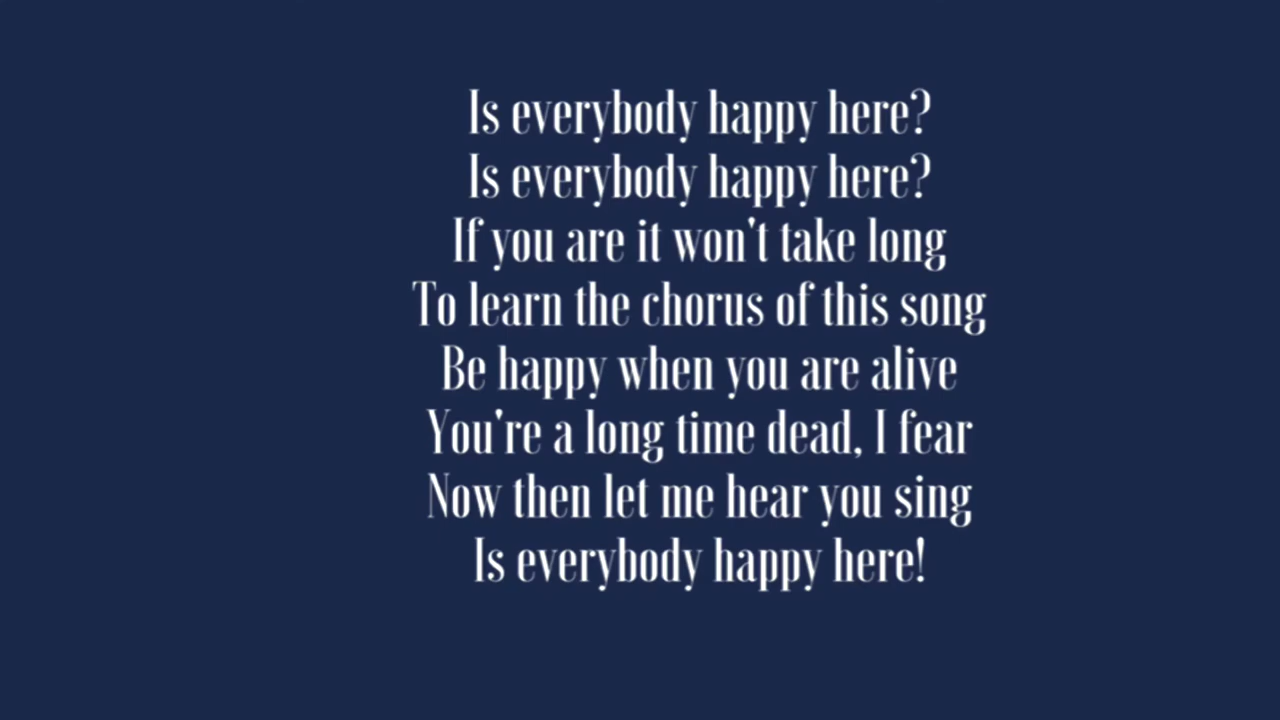 Is everybody happy here?
Is everybody happy here?
If you are it won't take long
To learn the chorus of this song
Be happy when you are alive
You're a long time dead, I fear
Now then let me hear you sing
Is everybody happy here!